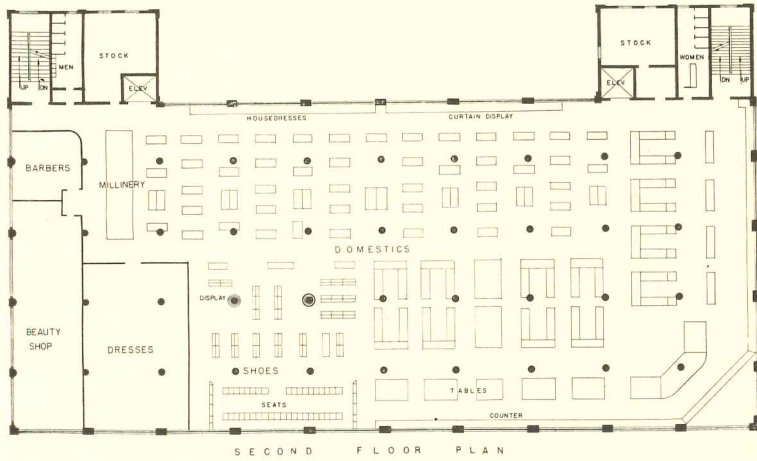 MEN
STOCK
ELEV
UP
DN
STOCK
WOMEN
ELEV
DN
UP
HOUSEDRESSES
CURTAIN DISPLAY
BARBERS
MILLINERY
DOMESTICS
DISPLAY
BEAUTY
SHOP
DRESSES
SHOES
TABLES
SEATS
COUNTER
SECOND FLOOR PLAN